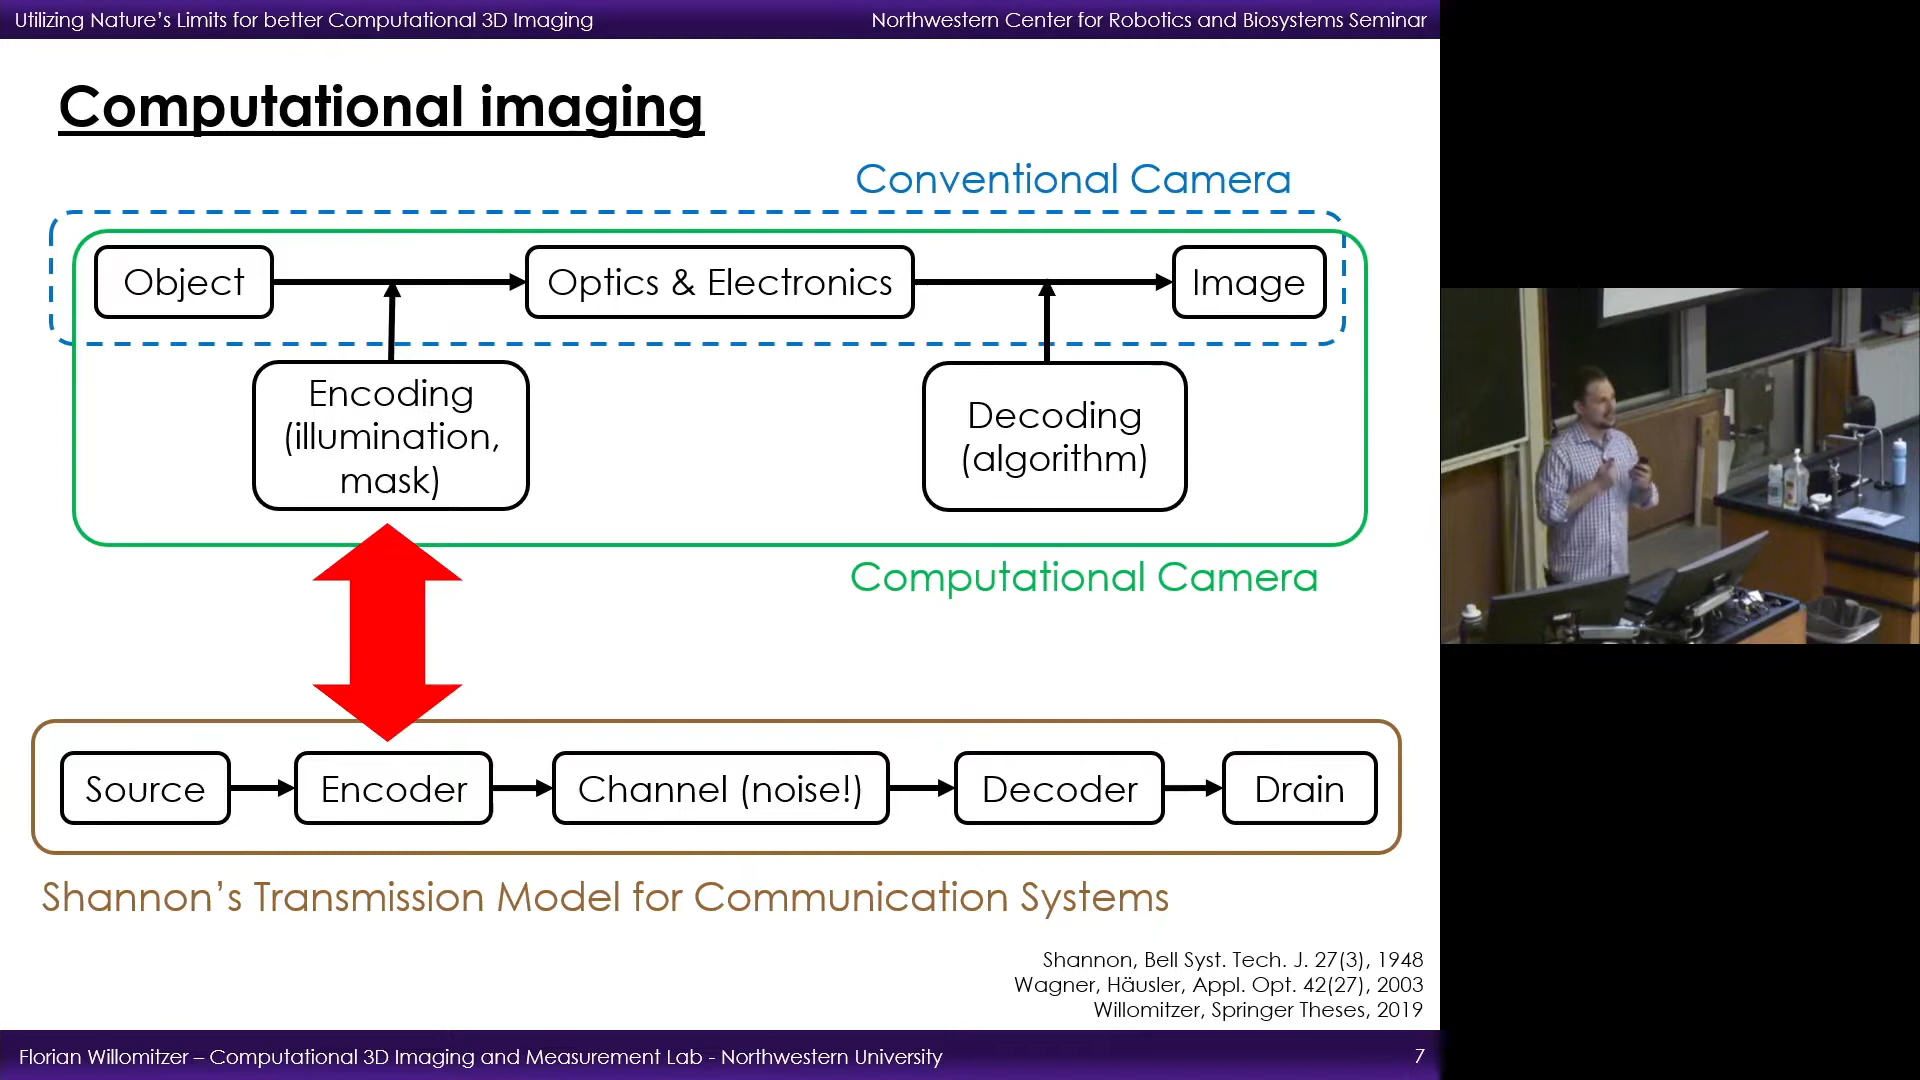 Utilizing Nature’s Limits for better Computational 3D Imaging
Northwestern Center for Robotics and Biosystems Seminar
Computational imaging
Conventional Camera
Object
Optics & Electronics
Image
Encoding
(illumination,
mask)
Decoding
(algorithm)
Computational Camera
Source
Encoder
Channel (noise!)
Decoder
Drain
Shannon’s Transmission Model for Communication Systems
Shannon, Bell Syst. Tech. J. 27(3), 1948
Wagner, Häusler, Appl. Opt. 42(27), 2003
Willomitzer, Springer Theses, 2019
Florian Willomitzer – Computational 3D Imaging and Measurement Lab - Northwestern University
7